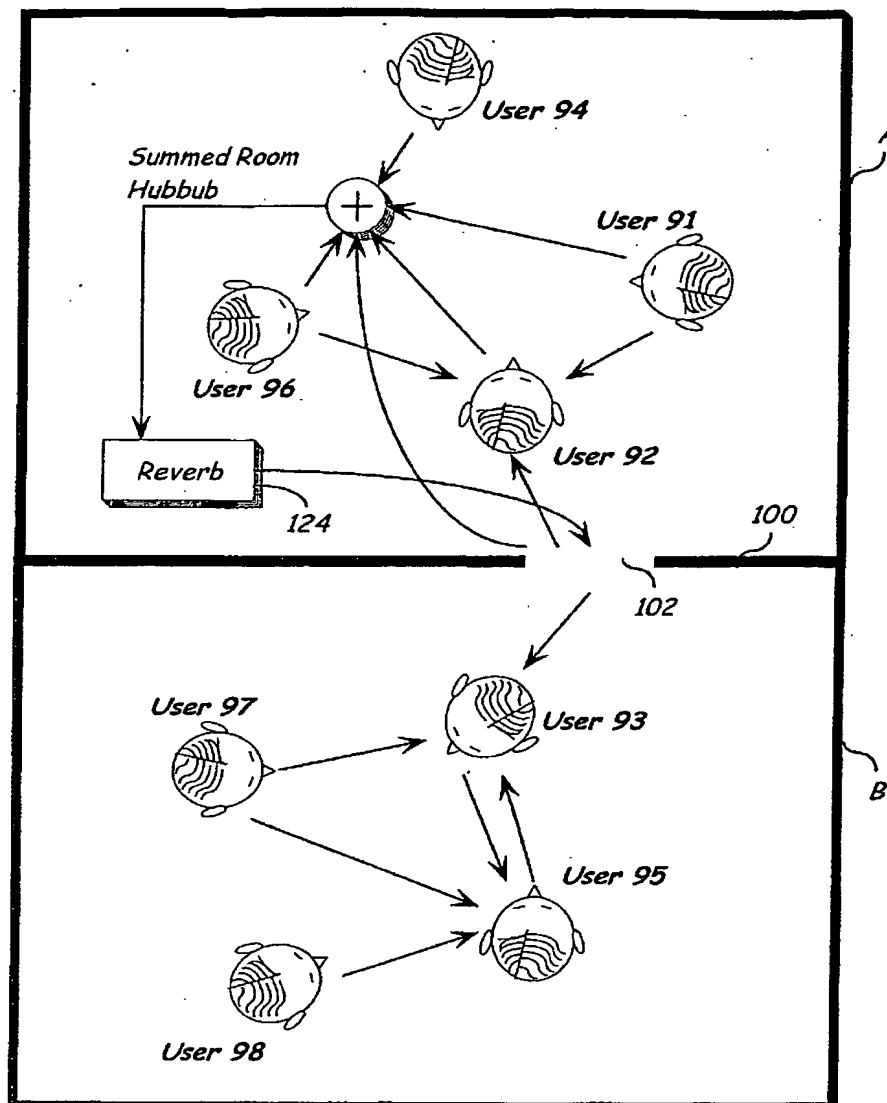 User 94
Summed Room
Hubbub
+
User 91
User 96
User 92
Reverb
124
100
102
User 97
User 93
B
User 95
User 98